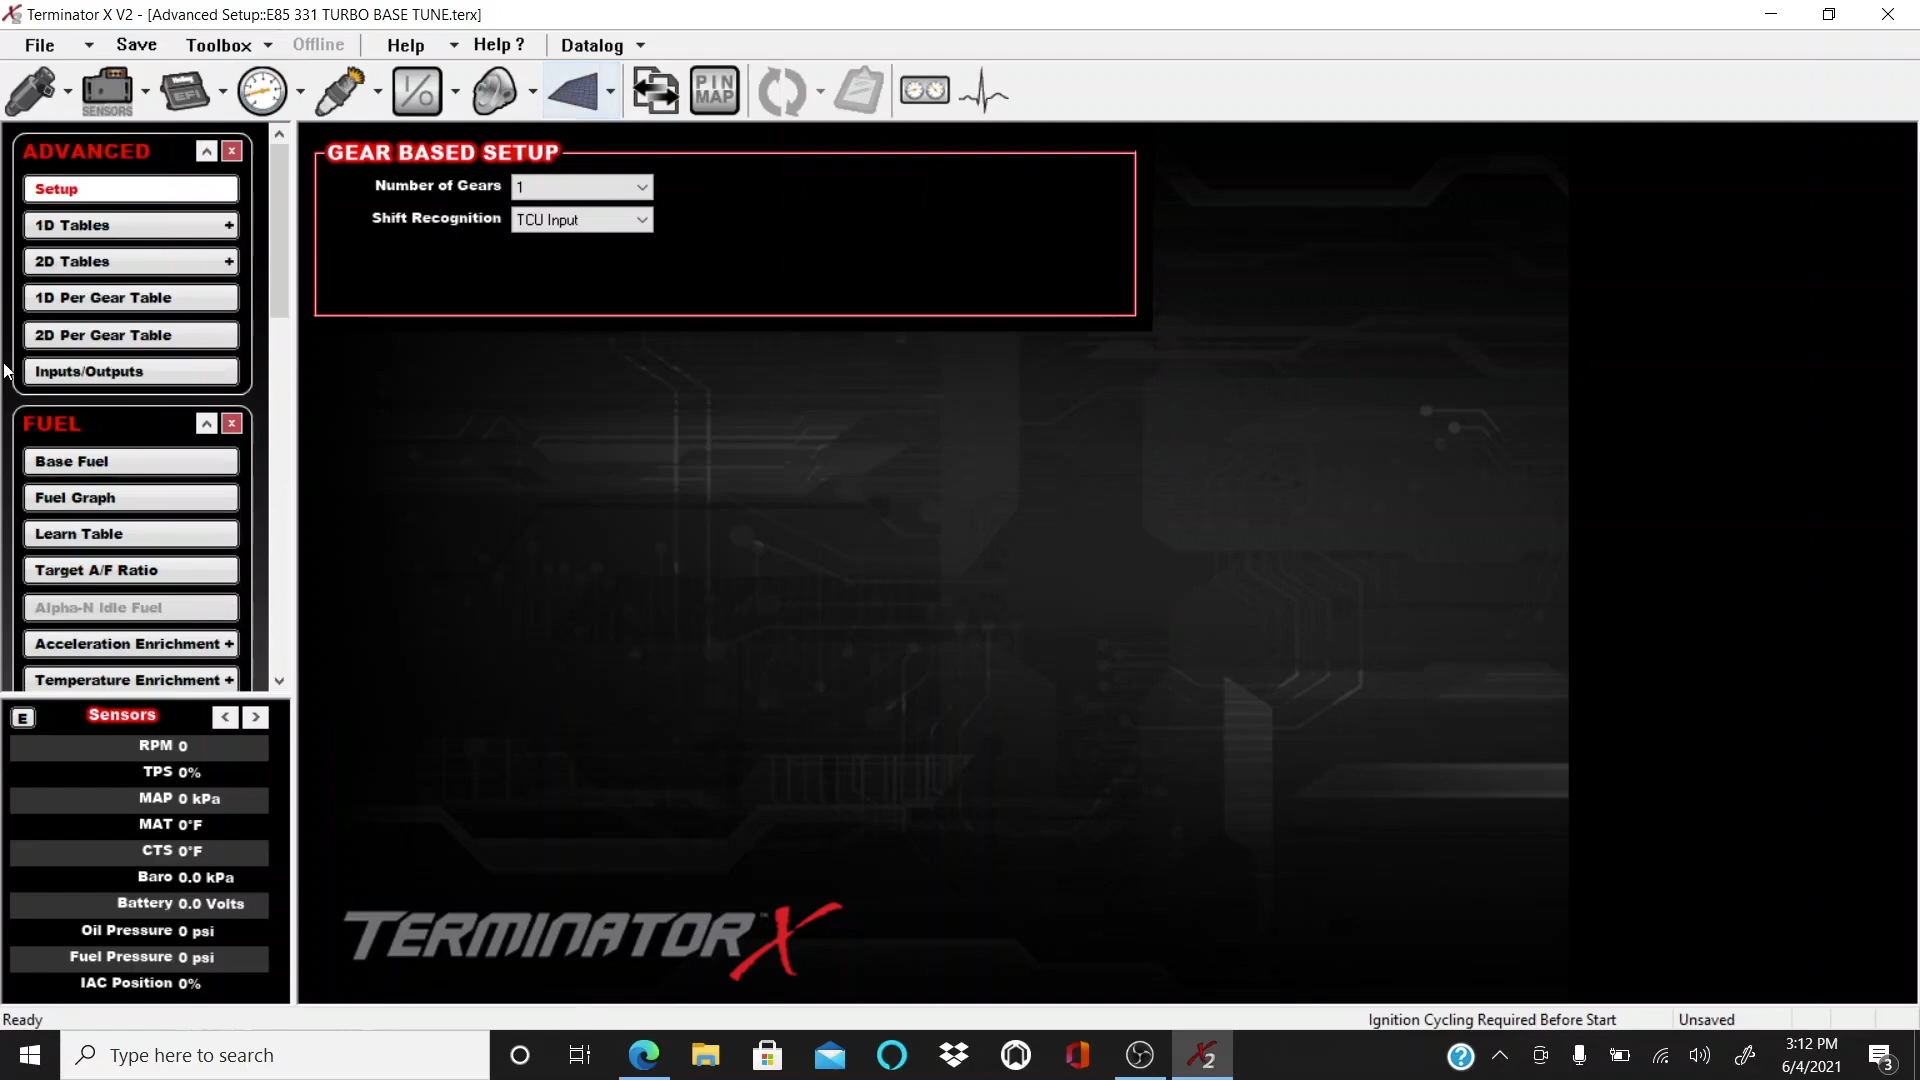 Terminator X V2 - [Advanced Setup::E85 331 TURBO BASE TUNE.terx]
File Save Toolbox Offline Help Help ? Datalog
SENSORS EFI I/O PIN MAP
ADVANCED
Setup
1D Tables +
2D Tables +
1D Per Gear Table
2D Per Gear Table
Inputs/Outputs
GEAR BASED SETUP
Number of Gears 1
Shift Recognition TCU Input
FUEL
Base Fuel
Fuel Graph
Learn Table
Target A/F Ratio
Alpha-N Idle Fuel
Acceleration Enrichment +
Temperature Enrichment +
E Sensors < >
RPM 0
TPS 0%
MAP 0 kPa
MAT 0°F
CTS 0°F
Baro 0.0 kPa
Battery 0.0 Volts
Oil Pressure 0 psi
Fuel Pressure 0 psi
IAC Position 0%
TERMINATOR™ X
Ready Ignition Cycling Required Before Start Unsaved
Type here to search
3:12 PM
6/4/2021
3